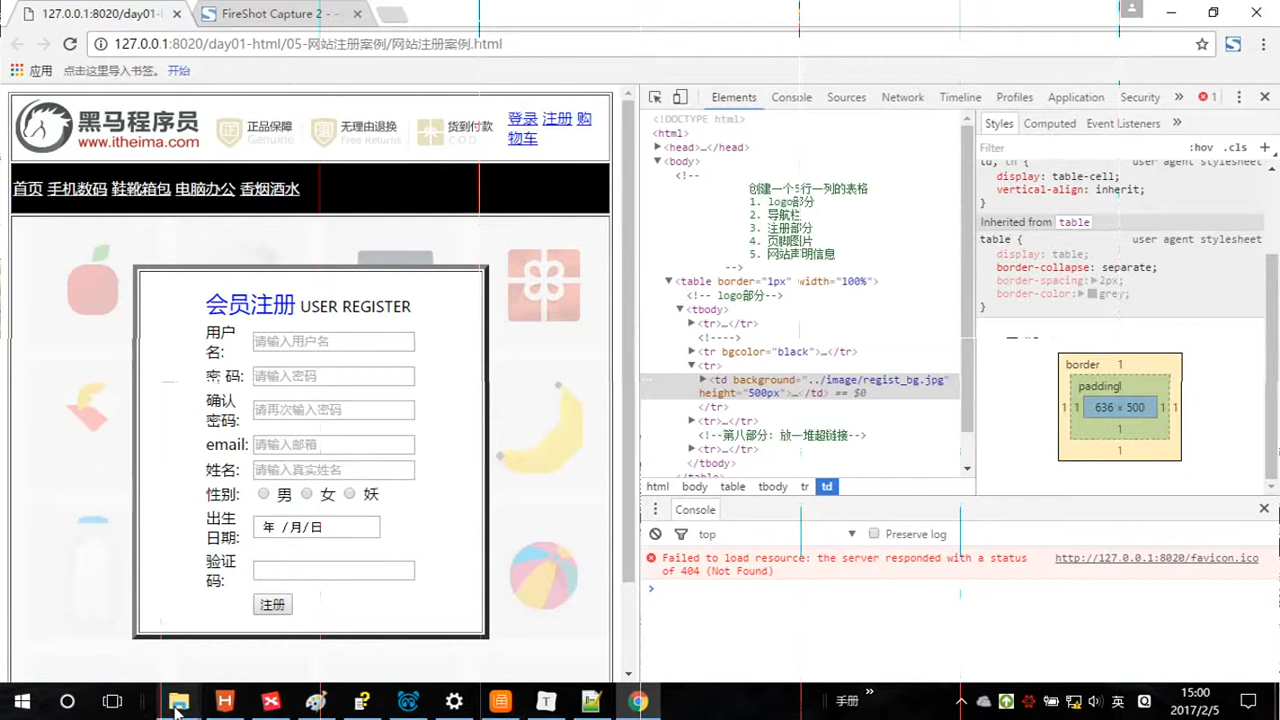 127.0.0.1:8020/day01-l
FireShot Capture 2 - -
127.0.0.1:8020/day01-html/05-网站注册案例/网站注册案例.html
应用 点击这里导入书签。 开始
黑马程序员
www.itheima.com
正品保障
Genuine
无理由退换
Free Returns
货到付款
C.O.D
登录 注册 购
物车
首页 手机数码 鞋靴箱包 电脑办公 香烟酒水
会员注册 USER REGISTER
用户
名:
请输入用户名
密 码:
请输入密码
确认
密码:
请再次输入密码
email:
请输入邮箱
姓名:
请输入真实姓名
性别: 男 女 妖
出生
日期:
年 /月/日
验证
码:
注册
Elements Console Sources Network Timeline Profiles Application Security » 1
<!DOCTYPE html>
<html>
<head>…</head>
<body>
<!--
创建一个5行一列的表格
1. logo部分
2. 导航栏
3. 注册部分
4. 页脚图片
5. 网站声明信息
-->
<table border="1px" width="100%">
<!-- logo部分-->
<tbody>
<tr>…</tr>
<!---->
<tr bgcolor="black">…</tr>
<tr>
<td background="../image/regist_bg.jpg"
height="500px">…</td> == $0
</tr>
<tr>…</tr>
<!--第八部分: 放一堆超链接-->
<tr>…</tr>
</tbody>
html body table tbody tr td
Styles Computed Event Listeners »
Filter :hov .cls +
td, th { user agent stylesheet
display: table-cell;
vertical-align: inherit;
}
Inherited from table
table { user agent stylesheet
display: table;
border-collapse: separate;
border-spacing: 2px;
border-color: grey;
}
border 1
padding1
1 1 636 × 500 1 1
1
1
Console
top Preserve log
Failed to load resource: the server responded with a status
of 404 (Not Found)
http://127.0.0.1:8020/favicon.ico
手册 »
英
15:00
2017/2/5